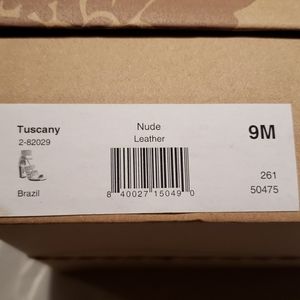 Tuscany
2-82029
Brazil
Nude
Leather
8 40027 15049 0
9M
261
50475